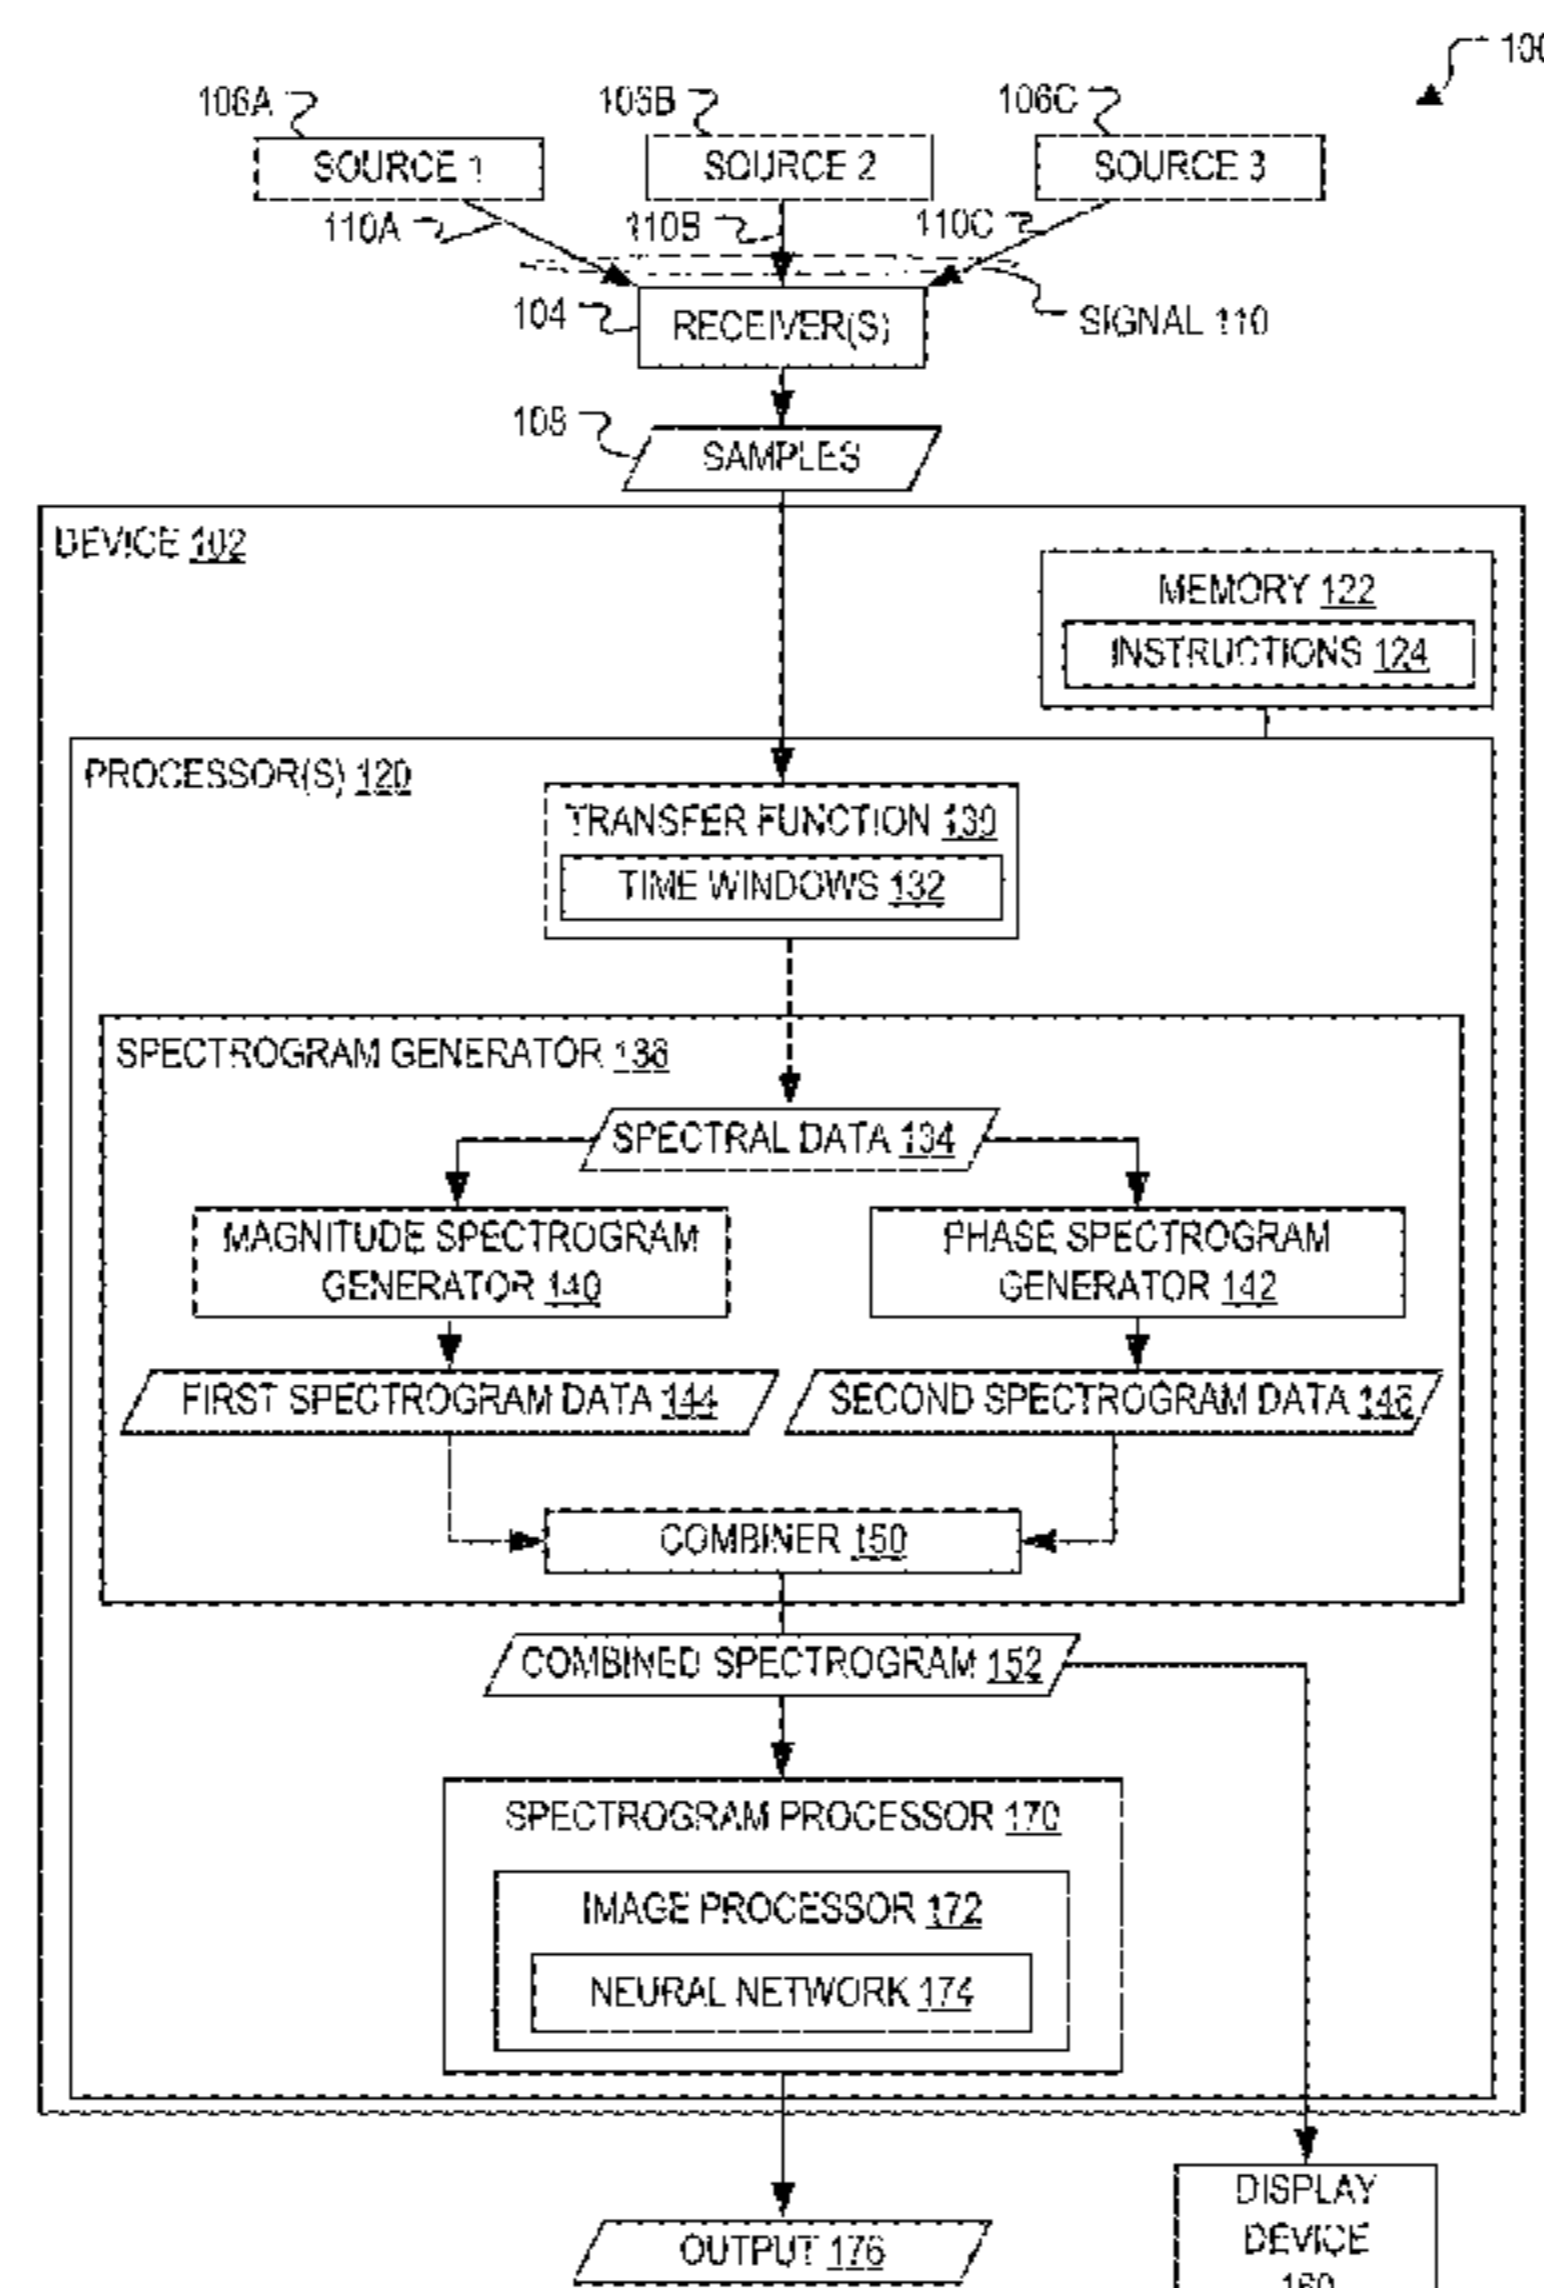 100
106A
106B
106C
SOURCE 1
SOURCE 2
SOURCE 3
110A
110B
110C
104
RECEIVER(S)
SIGNAL 110
108
SAMPLES
DEVICE 102
MEMORY 122
INSTRUCTIONS 124
PROCESSOR(S) 120
TRANSFER FUNCTION 130
TIME WINDOWS 132
SPECTROGRAM GENERATOR 136
SPECTRAL DATA 134
MAGNITUDE SPECTROGRAM
GENERATOR 140
PHASE SPECTROGRAM
GENERATOR 142
FIRST SPECTROGRAM DATA 144
SECOND SPECTROGRAM DATA 146
COMBINER 150
COMBINED SPECTROGRAM 152
SPECTROGRAM PROCESSOR 170
IMAGE PROCESSOR 172
NEURAL NETWORK 174
OUTPUT 176
DISPLAY
DEVICE
160